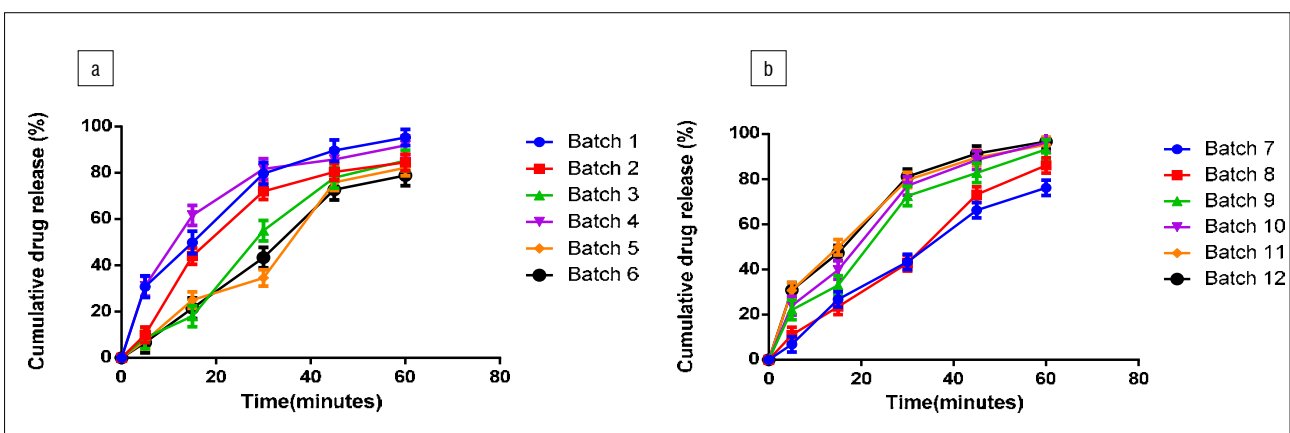 a
Cumulative drug release (%)
100
80
60
40
20
0
0 20 40 60 80
Time(minutes)
Batch 1
Batch 2
Batch 3
Batch 4
Batch 5
Batch 6
b
Cumulative drug release (%)
100
80
60
40
20
0
0 20 40 60 80
Time(minutes)
Batch 7
Batch 8
Batch 9
Batch 10
Batch 11
Batch 12